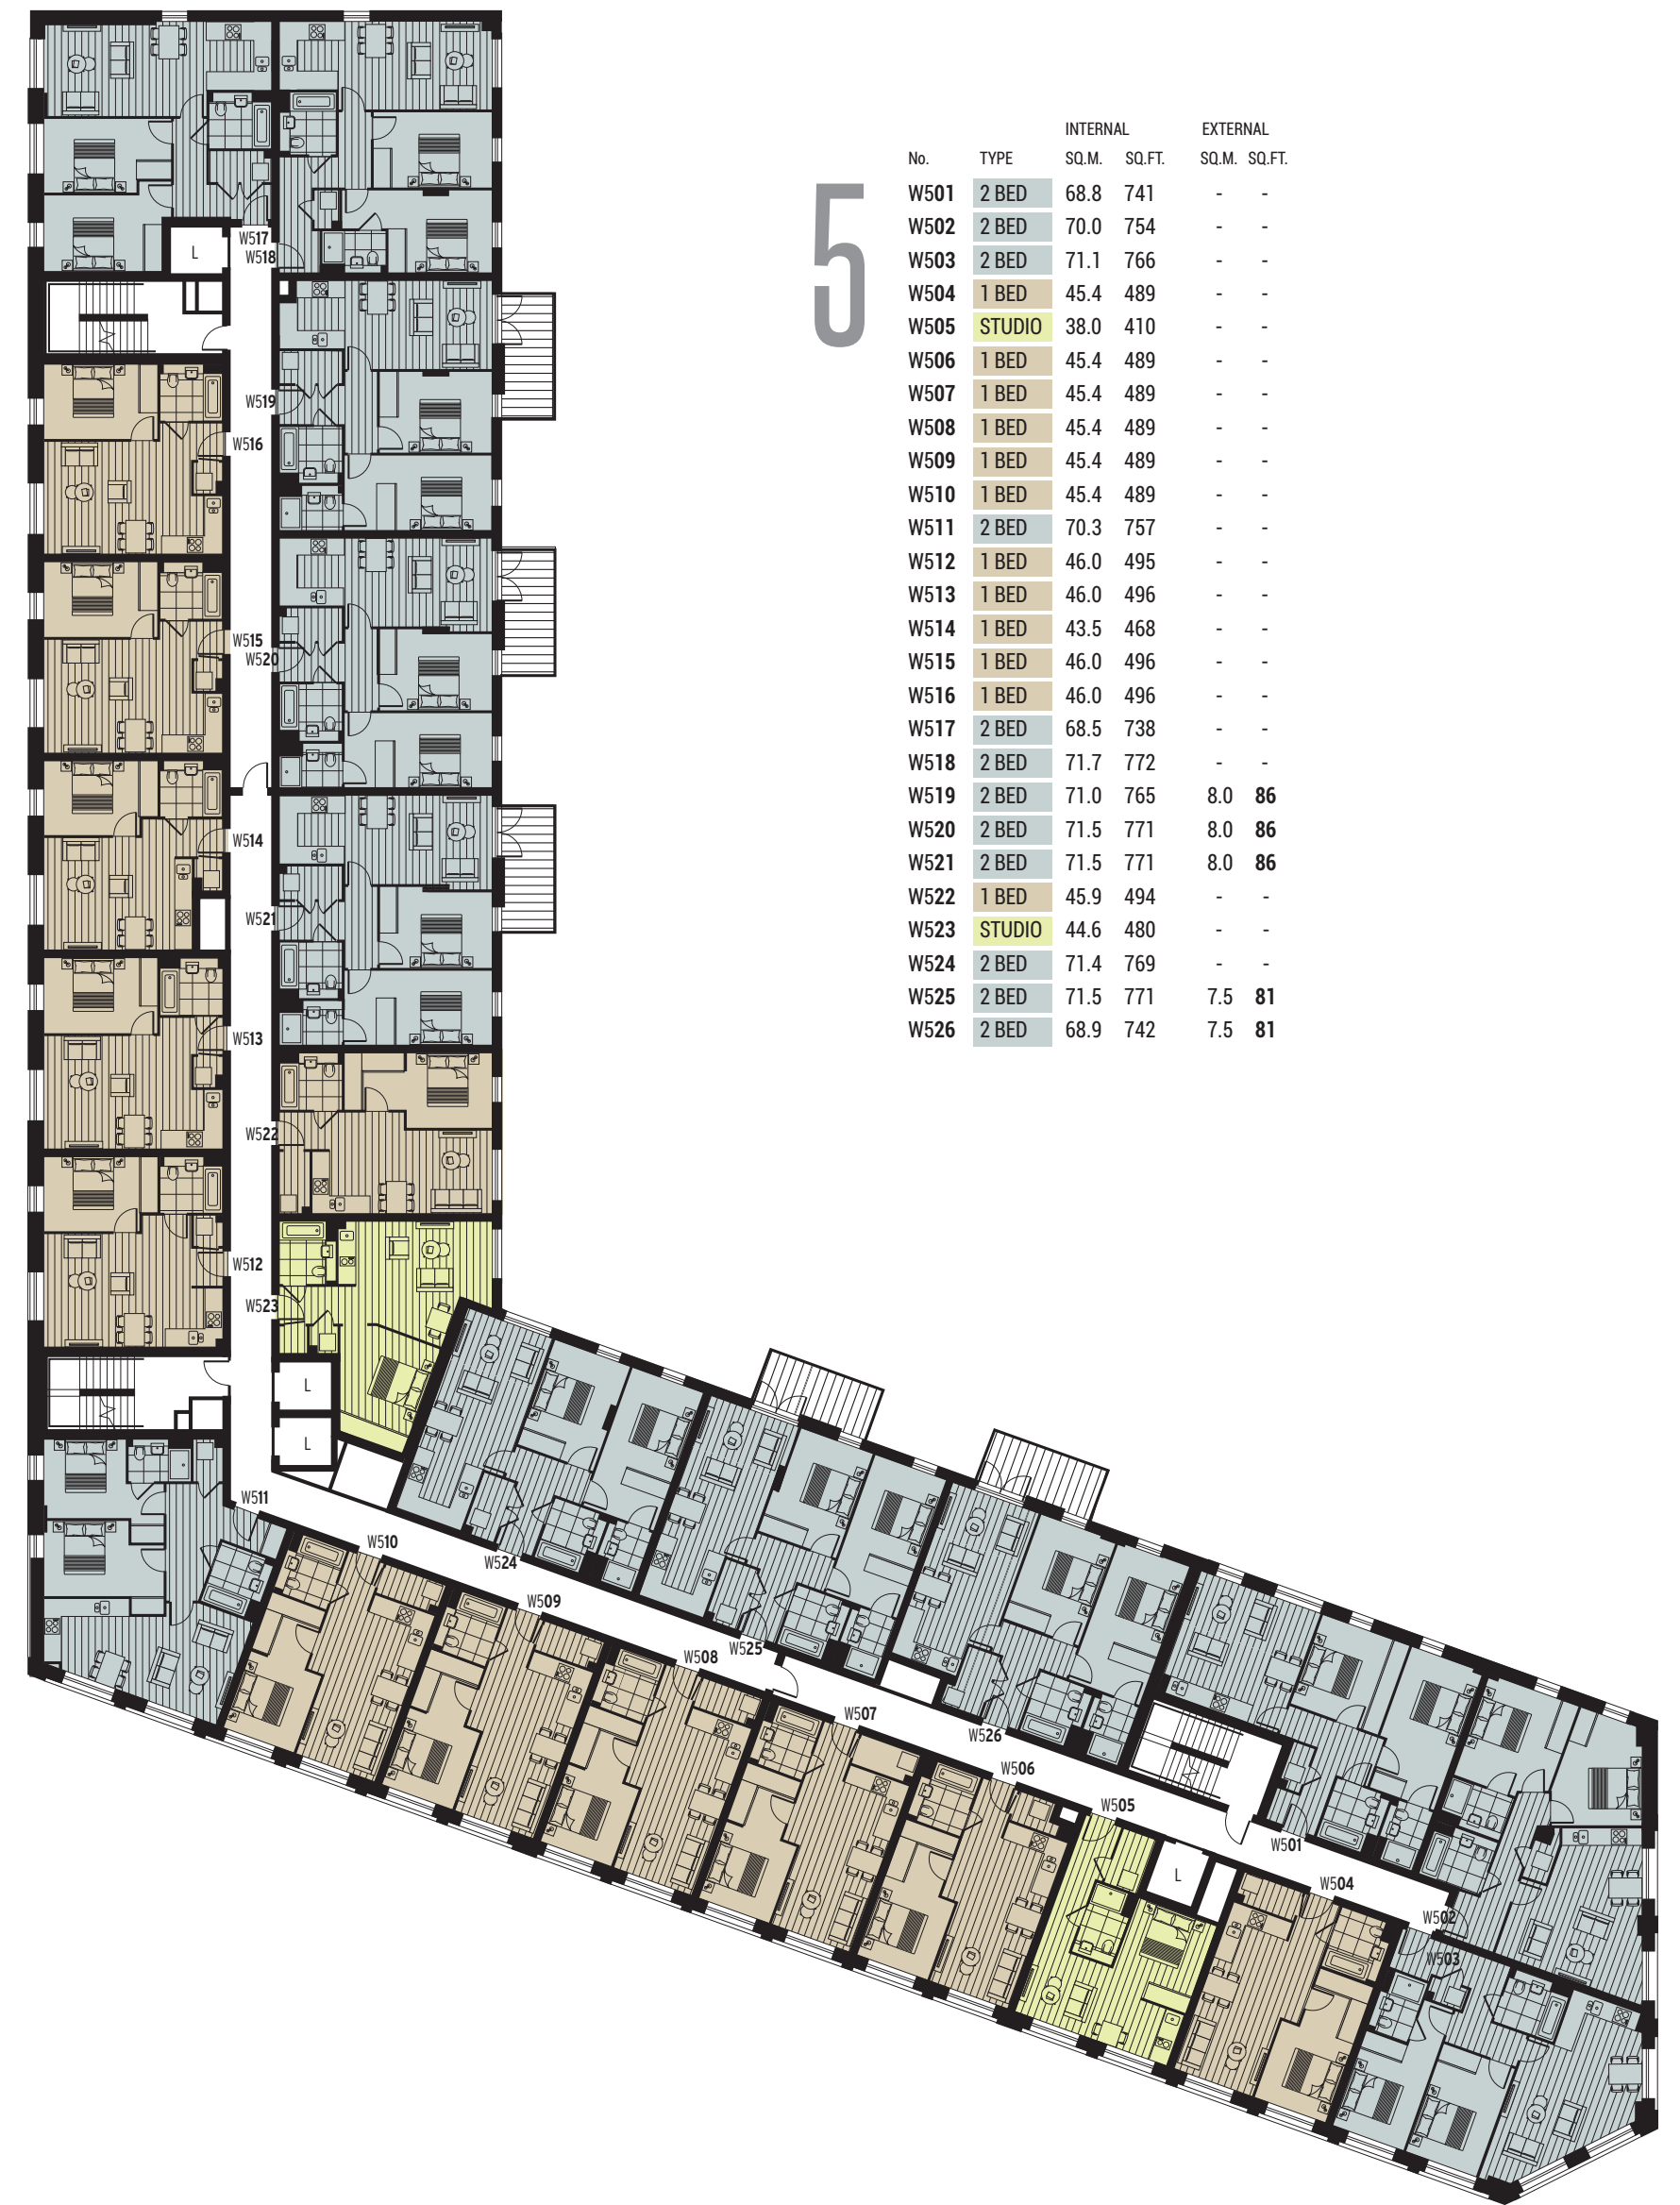 5
INTERNAL EXTERNAL
No. TYPE SQ.M. SQ.FT. SQ.M. SQ.FT.
W501 2 BED 68.8 741 - -
W502 2 BED 70.0 754 - -
W503 2 BED 71.1 766 - -
W504 1 BED 45.4 489 - -
W505 STUDIO 38.0 410 - -
W506 1 BED 45.4 489 - -
W507 1 BED 45.4 489 - -
W508 1 BED 45.4 489 - -
W509 1 BED 45.4 489 - -
W510 1 BED 45.4 489 - -
W511 2 BED 70.3 757 - -
W512 1 BED 46.0 495 - -
W513 1 BED 46.0 496 - -
W514 1 BED 43.5 468 - -
W515 1 BED 46.0 496 - -
W516 1 BED 46.0 496 - -
W517 2 BED 68.5 738 - -
W518 2 BED 71.7 772 - -
W519 2 BED 71.0 765 8.0 86
W520 2 BED 71.5 771 8.0 86
W521 2 BED 71.5 771 8.0 86
W522 1 BED 45.9 494 - -
W523 STUDIO 44.6 480 - -
W524 2 BED 71.4 769 - -
W525 2 BED 71.5 771 7.5 81
W526 2 BED 68.9 742 7.5 81
W517
L
W518
W519
W516
W515
W520
W514
W521
W513
W522
W512
W523
L
L
W511
W510
W524
W509
W525
W508
W507
W526
W506
W505
W501
L
W504
W502
W503